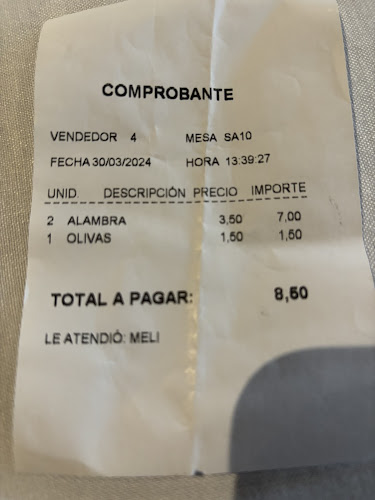 COMPROBANTE
VENDEDOR 4 MESA SA10
FECHA 30/03/2024 HORA 13:39:27
UNID. DESCRIPCIÓN PRECIO IMPORTE
2 ALAMBRA 3,50 7,00
1 OLIVAS 1,50 1,50
TOTAL A PAGAR: 8,50
LE ATENDIÓ: MELI